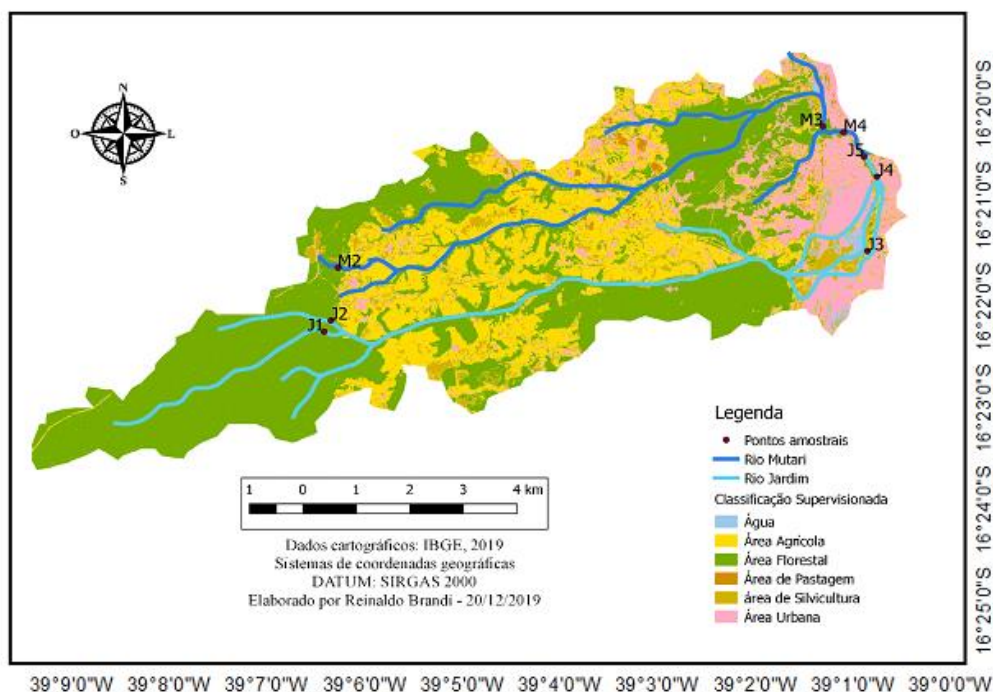 N
O
L
S
M3
M4
J5
J4
J3
M2
J2
J1
16°20'0"S
16°21'0"S
16°22'0"S
16°23'0"S
16°24'0"S
16°25'0"S
Legenda
Pontos amostrais
Rio Mutari
Rio Jardim
Classificação Supervisionada
Água
Área Agrícola
Área Florestal
Área de Pastagem
área de Silvicultura
Área Urbana
1 0 1 2 3 4 km
Dados cartográficos: IBGE, 2019
Sistemas de coordenadas geográficas
DATUM: SIRGAS 2000
Elaborado por Reinaldo Brandi - 20/12/2019
39°9'0"W 39°8'0"W 39°7'0"W 39°6'0"W 39°5'0"W 39°4'0"W 39°3'0"W 39°2'0"W 39°1'0"W 39°0'0"W